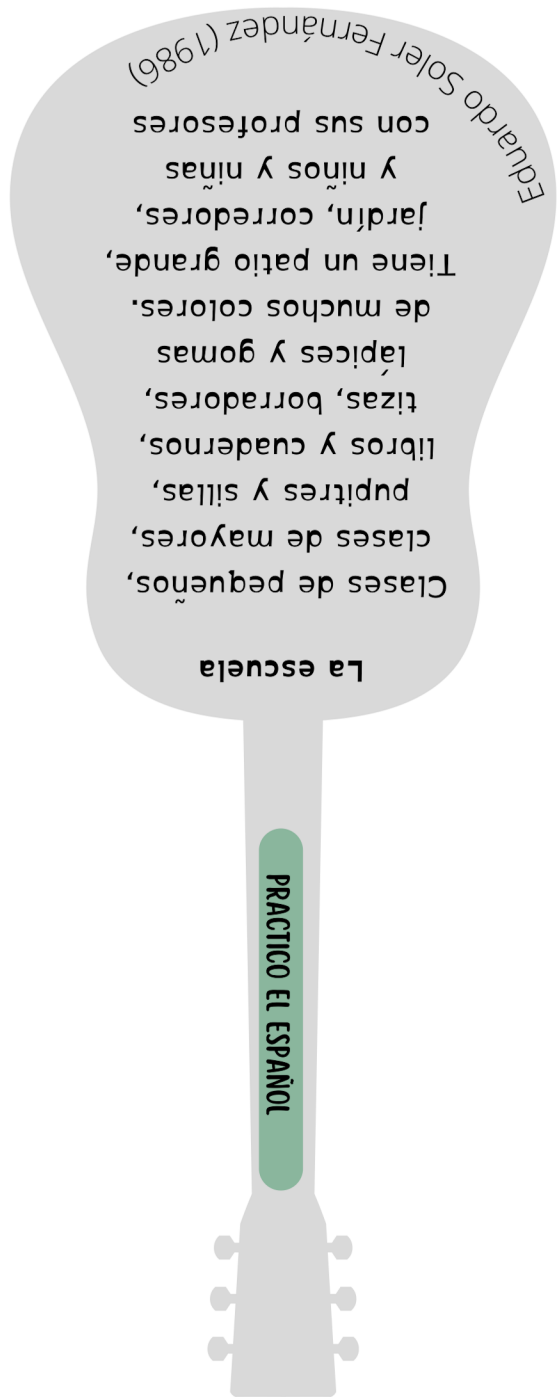 PRACTICO EL ESPAÑOL
La escuela
Clases de pequeños,
clases de mayores,
pupitres y sillas,
libros y cuadernos,
tizas, borradores,
lápices y gomas
de muchos colores.
Tiene un patio grande,
jardín, corredores,
y niños y niñas
con sus profesores
Eduardo Soler Fernández (1986)